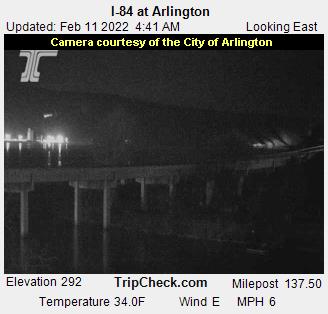 I-84 at Arlington
Updated: Feb 11 2022 4:41 AM Looking East
Camera courtesy of the City of Arlington
Elevation 292 TripCheck.com Milepost 137.50
Temperature 34.0F Wind E MPH 6